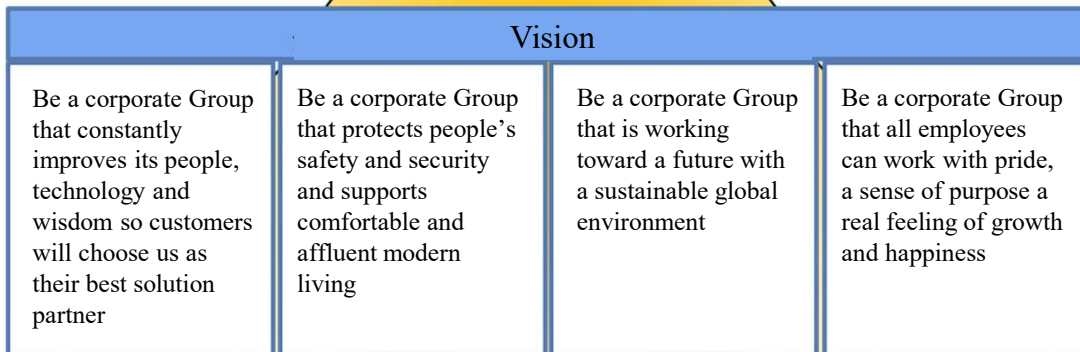 Vision
Be a corporate Group
that constantly
improves its people,
technology and
wisdom so customers
will choose us as
their best solution
partner
Be a corporate Group
that protects people’s
safety and security
and supports
comfortable and
affluent modern
living
Be a corporate Group
that is working
toward a future with
a sustainable global
environment
Be a corporate Group
that all employees
can work with pride,
a sense of purpose a
real feeling of growth
and happiness